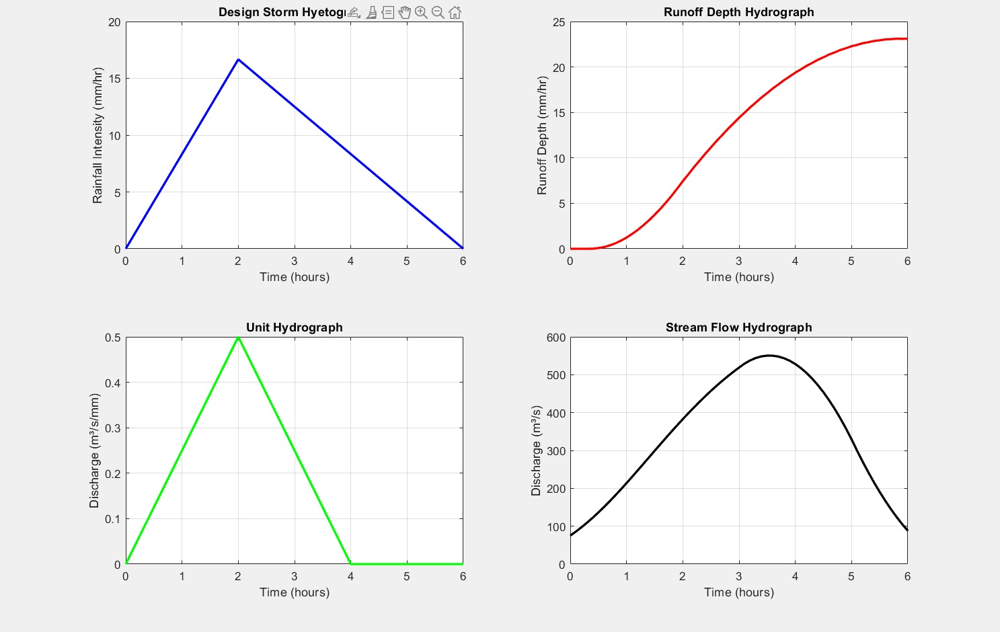 Design Storm Hyetogr
20
15
10
5
0
Rainfall Intensity (mm/hr)
0 1 2 3 4 5 6
Time (hours)
Runoff Depth Hydrograph
25
20
15
10
5
0
Runoff Depth (mm/hr)
0 1 2 3 4 5 6
Time (hours)
Unit Hydrograph
0.5
0.4
0.3
0.2
0.1
0
Discharge (m³/s/mm)
0 1 2 3 4 5 6
Time (hours)
Stream Flow Hydrograph
600
500
400
300
200
100
0
Discharge (m³/s)
0 1 2 3 4 5 6
Time (hours)